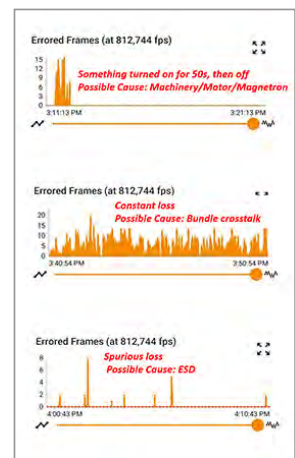 Errored Frames (at 812,744 fps)
15
12
9
6
3
0
Something turned on for 50s, then off
Possible Cause: Machinery/Motor/Magnetron
3:11:13 PM 3:21:13 PM
Errored Frames (at 812,744 fps)
20
15
10
5
0
Constant loss
Possible Cause: Bundle crosstalk
3:40:54 PM 3:50:54 PM
Errored Frames (at 812,744 fps)
8
6
4
2
0
Spurious loss
Possible Cause: ESD
4:00:43 PM 4:10:43 PM